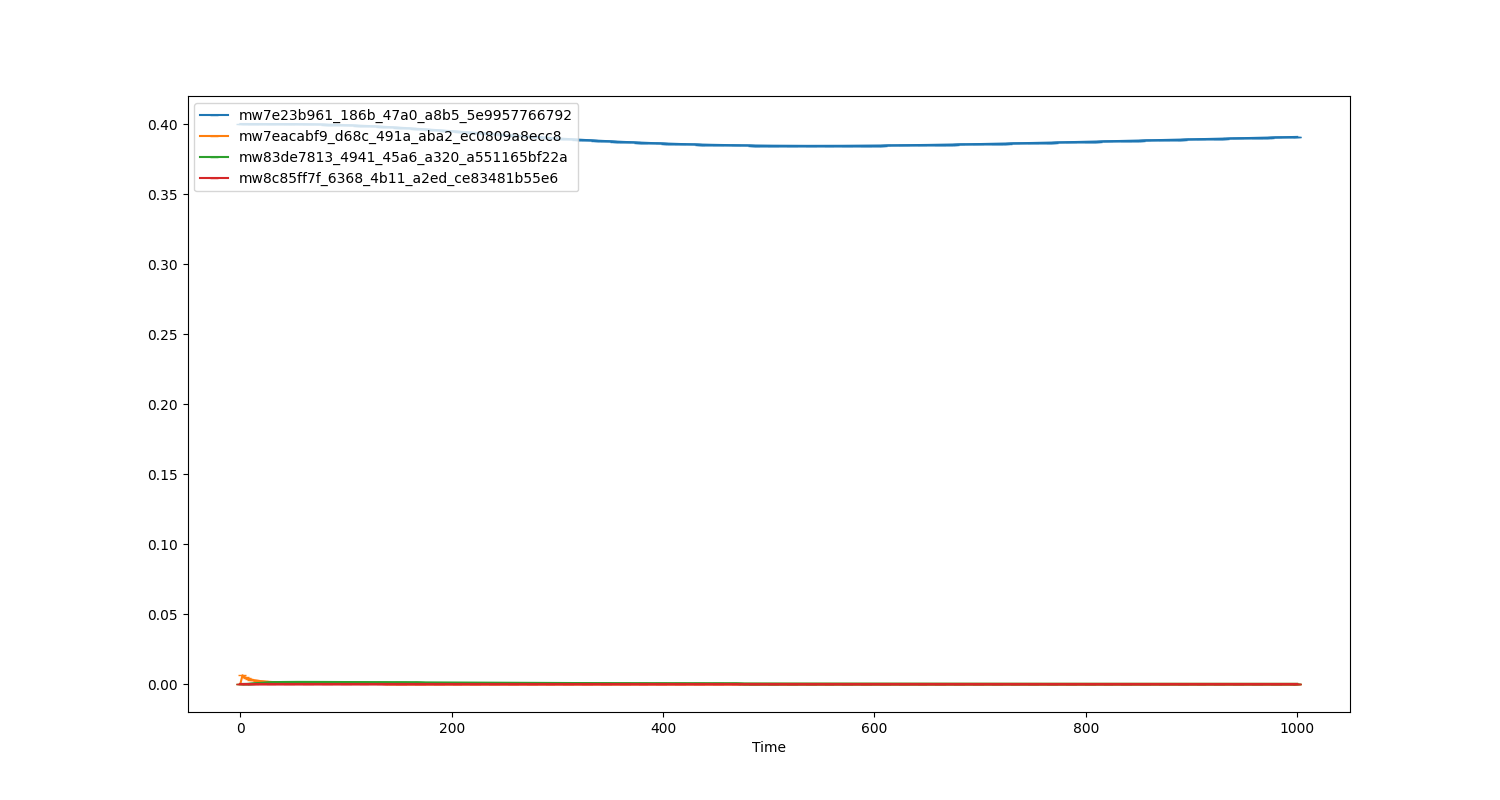 mw7e23b961_186b_47a0_a8b5_5e9957766792
mw7eacabf9_d68c_491a_aba2_ec0809a8ecc8
mw83de7813_4941_45a6_a320_a551165bf22a
mw8c85ff7f_6368_4b11_a2ed_ce83481b55e6
0.40
0.35
0.30
0.25
0.20
0.15
0.10
0.05
0.00
0 200 400 600 800 1000
Time